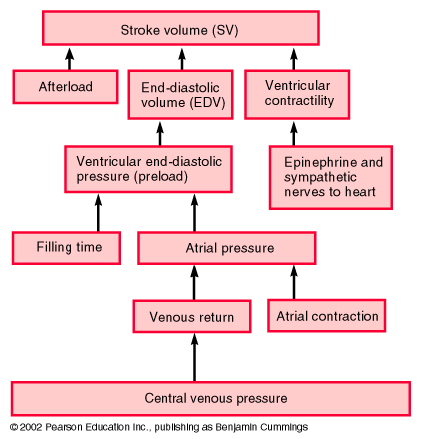 Stroke volume (SV)
Afterload
End-diastolic
volume (EDV)
Ventricular
contractility
Ventricular end-diastolic
pressure (preload)
Epinephrine and
sympathetic
nerves to heart
Filling time
Atrial pressure
Venous return
Atrial contraction
Central venous pressure
© 2002 Pearson Education Inc., publishing as Benjamin Cummings